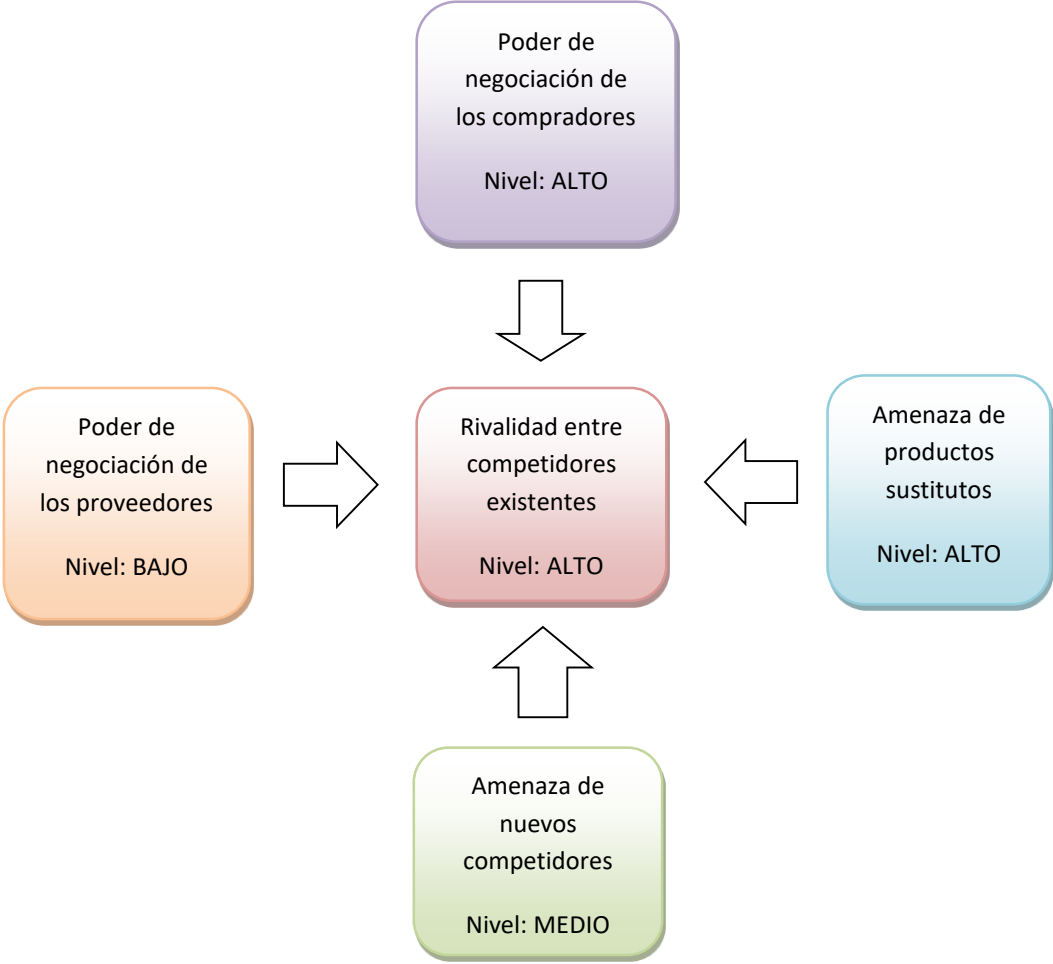 Poder de
negociación de
los compradores
Nivel: ALTO
Poder de
negociación de
los proveedores
Nivel: BAJO
Rivalidad entre
competidores
existentes
Nivel: ALTO
Amenaza de
productos
sustitutos
Nivel: ALTO
Amenaza de
nuevos
competidores
Nivel: MEDIO